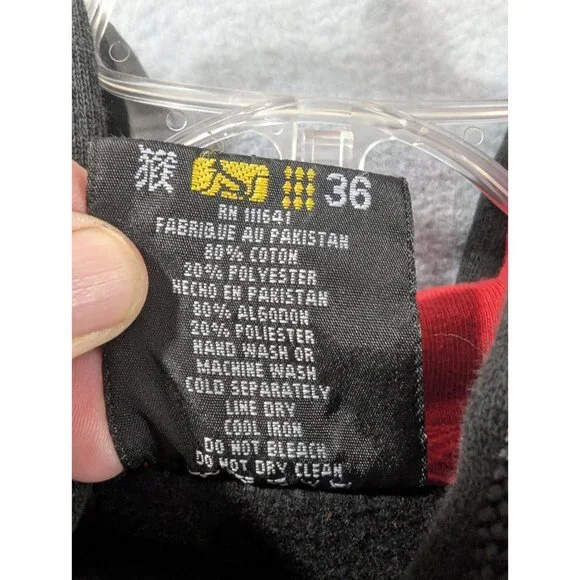 猴 36
RN 111641
FABRIQUE AU PAKISTAN
80% COTON
20% POLYESTER
HECHO EN PAKISTAN
80% ALGODON
20% POLIESTER
HAND WASH OR
MACHINE WASH
COLD SEPARATELY
LINE DRY
COOL IRON
DO NOT BLEACH
DO NOT DRY CLEAN